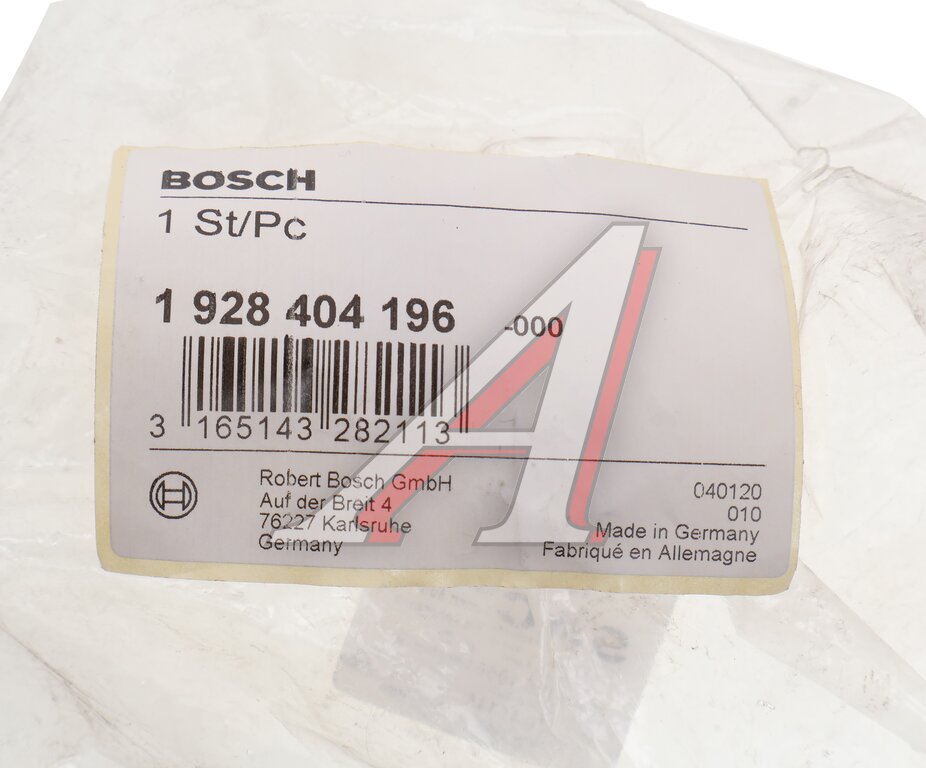 BOSCH
1 St/Pc
1 928 404 196 -000
3 165143 282113
Robert Bosch GmbH
Auf der Breit 4
76227 Karlsruhe
Germany
040120
010
Made in Germany
Fabriqué en Allemagne